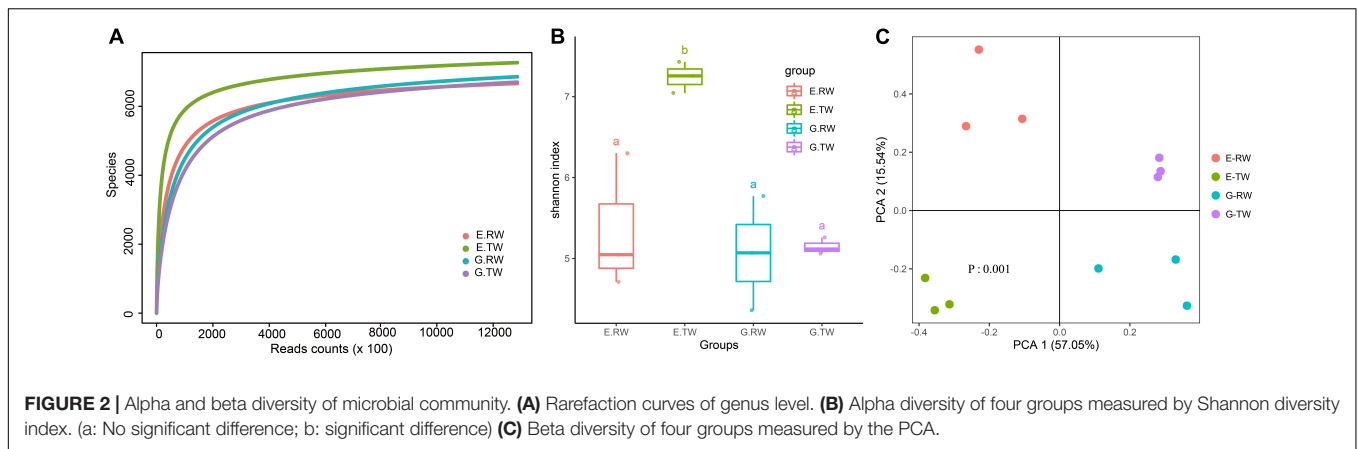 A
Species
0
2000
4000
6000
0
2000
4000
6000
8000
10000
12000
Reads counts (x 100)
E.RW
E.TW
G.RW
G.TW
B
shannon index
7
6
5
a
b
a
a
group
E.RW
E.TW
G.RW
G.TW
E.RW
E.TW
G.RW
G.TW
Groups
C
PCA 2 (15.54%)
0.4
0.2
0.0
-0.2
P : 0.001
-0.4
-0.2
0.0
0.2
PCA 1 (57.05%)
E-RW
E-TW
G-RW
G-TW
FIGURE 2 | Alpha and beta diversity of microbial community. (A) Rarefaction curves of genus level. (B) Alpha diversity of four groups measured by Shannon diversity
index. (a: No significant difference; b: significant difference) (C) Beta diversity of four groups measured by the PCA.